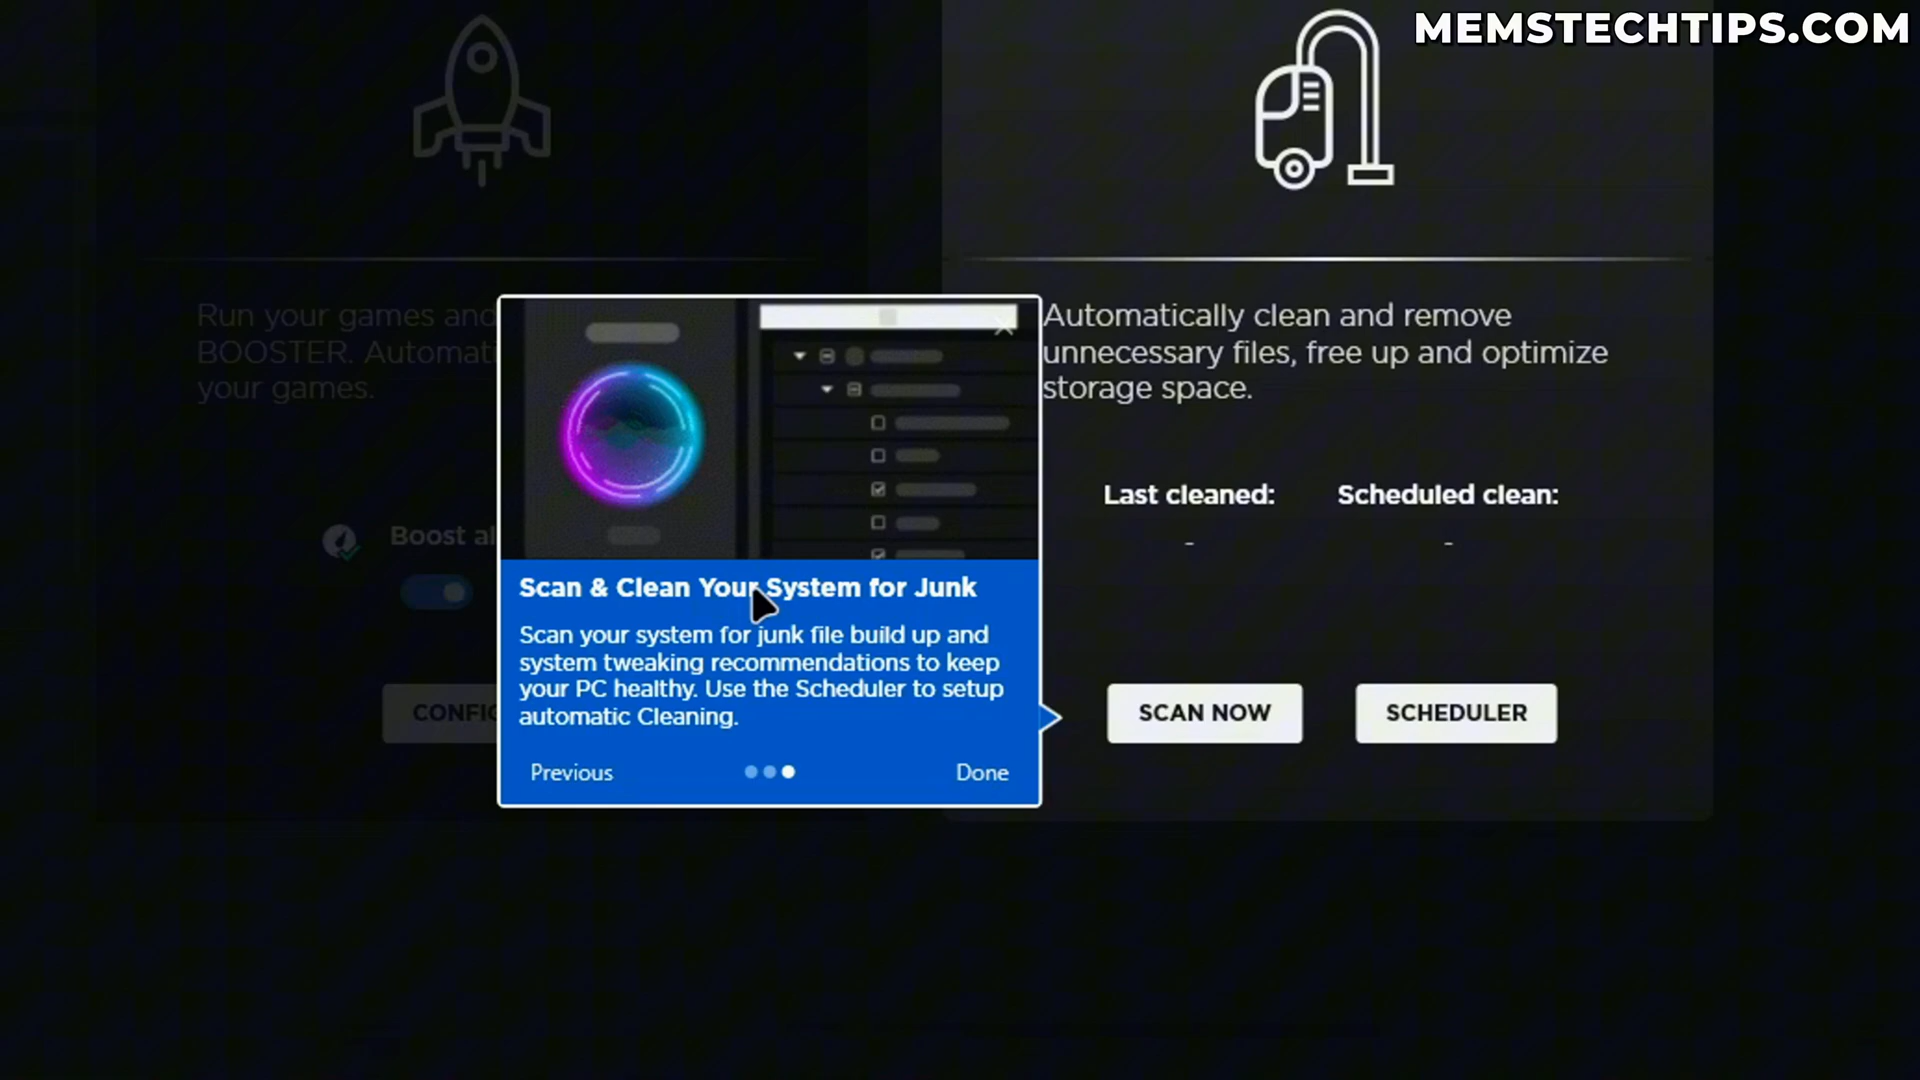 MEMSTECHTIPS.COM
Run your games and
BOOSTER. Automati
your games.
Automatically clean and remove
unnecessary files, free up and optimize
storage space.
Last cleaned:
Scheduled clean:
-
-
Boost al
Scan & Clean Your System for Junk
Scan your system for junk file build up and
system tweaking recommendations to keep
your PC healthy. Use the Scheduler to setup
automatic Cleaning.
Previous
Done
CONFIG
SCAN NOW
SCHEDULER